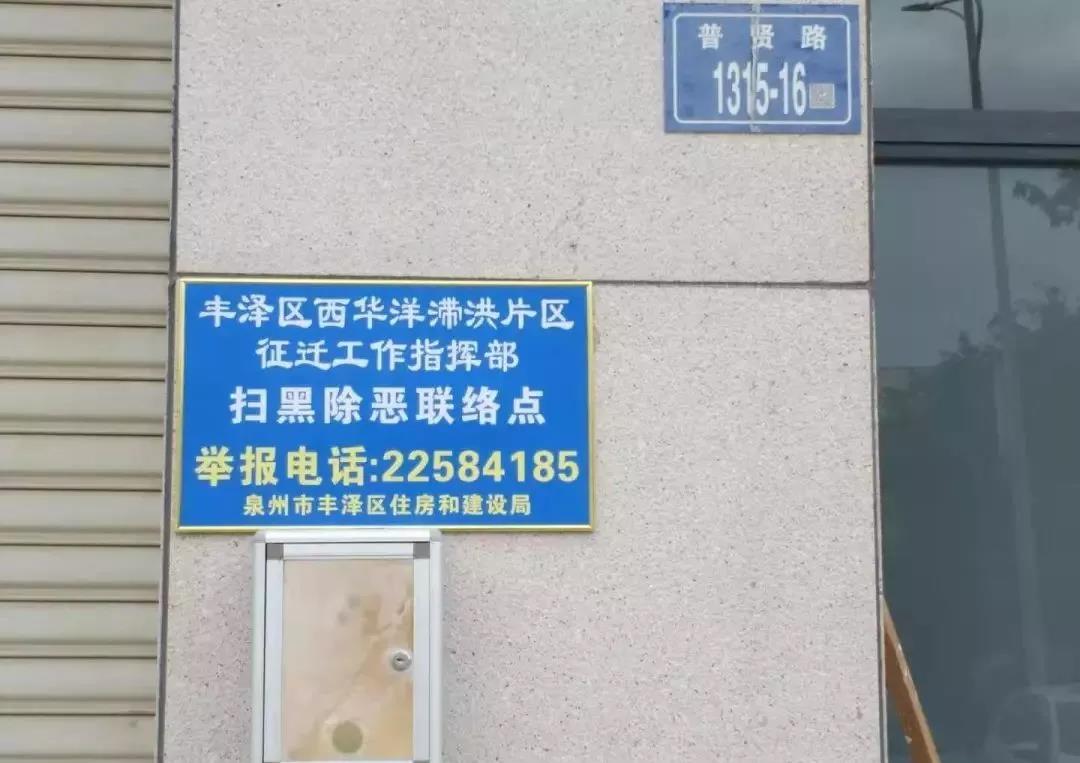 普贤路
1315-16
丰泽区西华洋滞洪片区
征迁工作指挥部
扫黑除恶联络点
举报电话:22584185
泉州市丰泽区住房和建设局